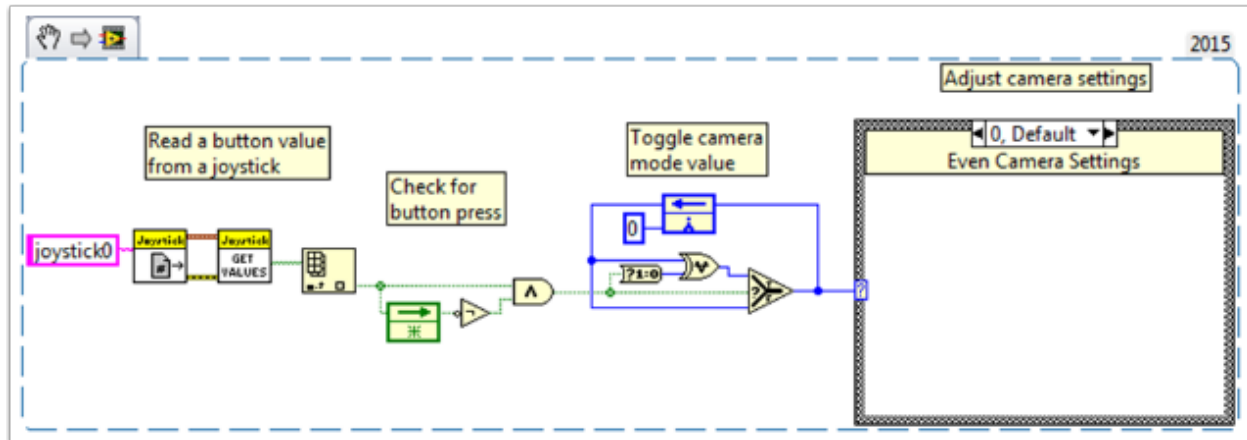 2015
Adjust camera settings
Read a button value
from a joystick
Toggle camera
mode value
Check for
button press
0, Default
Even Camera Settings
joystick0
Joystick
Joystick
GET
VALUES
0
?1:0
?
?